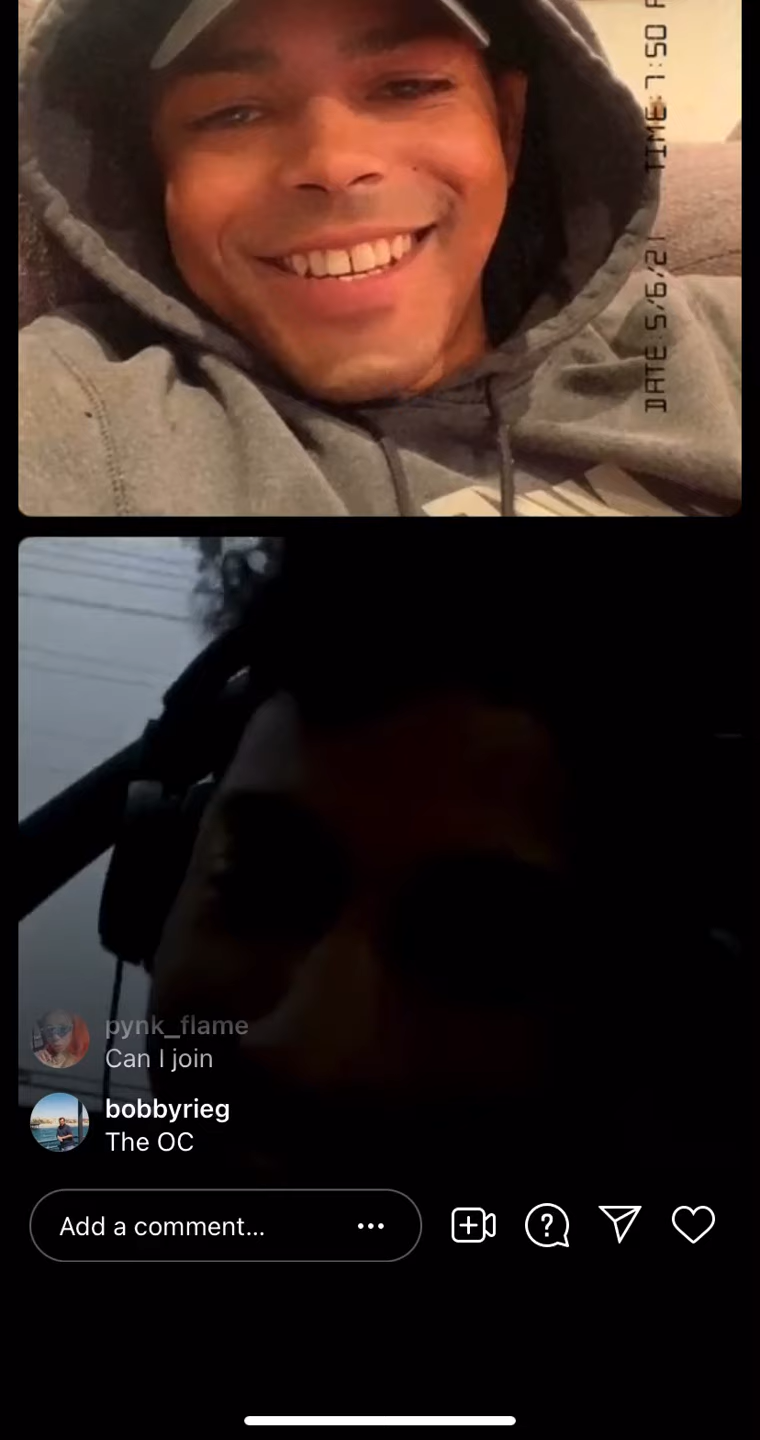 TIME 7:50
DATE 5/6/21
pynk_flame
Can I join
bobbyrieg
The OC
Add a comment...